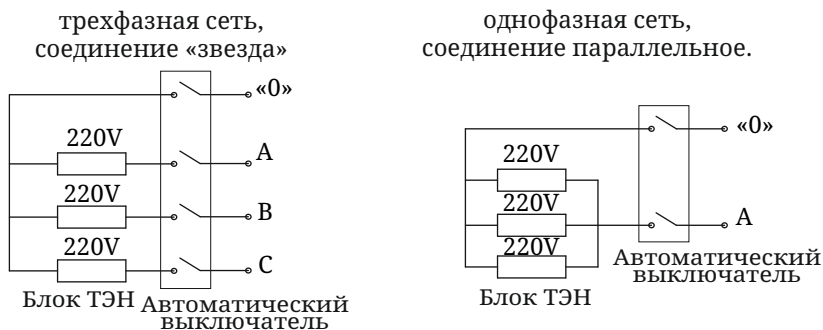 трехфазная сеть,
соединение «звезда»
«0»
220V
A
220V
B
220V
C
Блок ТЭН
Автоматический
выключатель
однофазная сеть,
соединение параллельное.
«0»
220V
220V
A
220V
Автоматический
выключатель
Блок ТЭН